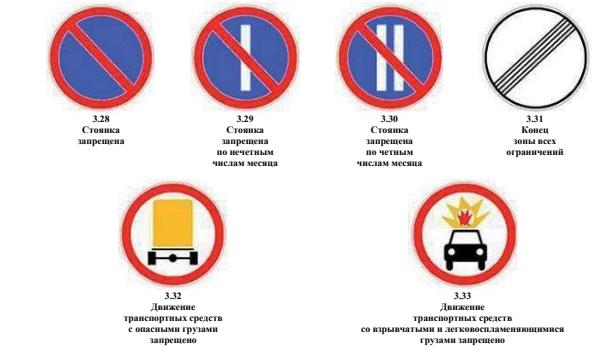 3.28
Стоянка
запрещена
3.29
Стоянка
запрещена
по нечетным
числам месяца
3.30
Стоянка
запрещена
по четным
числам месяца
3.31
Конец
зоны всех
ограничений
3.32
Движение
транспортных средств
с опасными грузами
запрещено
3.33
Движение
транспортных средств
со взрывчатыми и легковоспламеняющимися
грузами запрещено